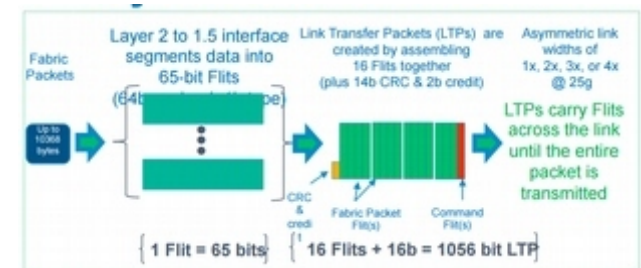 Fabric
Packets
Up to
10368
bytes
Layer 2 to 1.5 interface
segments data into
65-bit Flits
(64b
Link Transfer Packets (LTPs) are
created by assembling
16 Flits together
(plus 14b CRC & 2b credit)
Asymmetric link
widths of
1x, 2x, 3x, or 4x
@ 25g
LTPs carry Flits
across the link
until the entire
packet is
transmitted
CRC
&
credi
t
Fabric Packet
Flit(s)
Command
Flit(s)
{ 1 Flit = 65 bits}
{ 16 Flits + 16b = 1056 bit LTP}